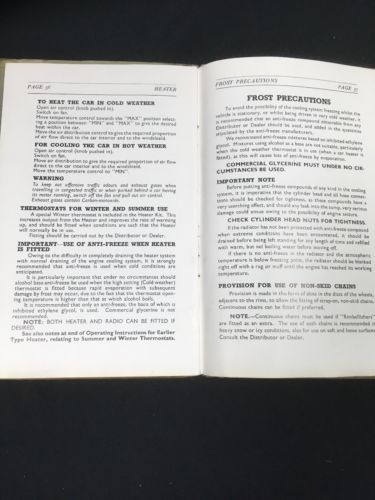 PAGE 56 HEATER
TO HEAT THE CAR IN COLD WEATHER
Open air control (knob pushed in).
Switch on fan.
Move temperature control towards the "MAX" position select-
ing a position between "MIN" and "MAX" to give the desired
heat within the car.
Move the air distribution control to give the required proportion
of air flow direct to the car interior and to the windshield.
FOR COOLING THE CAR IN HOT WEATHER
Open air control (knob pushed in).
Switch on fan.
Move air distribution to give the required proportion of air flow
direct to the car interior and to the windshield.
Move the temperature control to "MIN".
WARNING
To keep out offensive traffic odours and exhaust gases when
travelling in congested traffic or when parked behind a car having
its motor running, switch off the fan and pull out air control.
Exhaust gases contain Carbon-monoxide.
THERMOSTATS FOR WINTER AND SUMMER USE
A special Winter thermostat is included in the Heater Kit. This
increases output from the Heater and improves the rate of warming
up, and should be fitted when conditions are such that the Heater
will normally be in use.
Fitting should be carried out by the Distributor or Dealer.
IMPORTANT—USE OF ANTI-FREEZE WHEN HEATER
IS FITTED
Owing to the difficulty in completely draining the heater system
with normal draining of the engine cooling system, it is strongly
recommended that anti-freeze is used when cold conditions are
anticipated.
It is particularly important that under no circumstances should
alcohol base anti-freeze be used when the high setting (Cold weather)
thermostat is fitted because rapid evaporation with subsequent
damage by frost may occur, due to the fact that the thermostat open-
ing temperature is higher than that at which alcohol boils.
It is recommended that only an anti-freeze, the basis of which is
inhibited ethylene glycol, is used. Commercial glycerine is not
recommended.
NOTE: BOTH HEATER AND RADIO CAN BE FITTED IF
DESIRED.
See also notes at end of Operating Instructions for Earlier
Type Heater, relating to Summer and Winter Thermostats.
FROST PRECAUTIONS PAGE 57
FROST PRECAUTIONS
To avoid the possibility of the cooling system freezing whilst the
vehicle is stationary, or whilst being driven in very cold weather, it
is recommended that an anti-freeze compound obtainable from any
Distributor or Dealer should be used, and added in the quantities
stipulated by the anti-freeze manufacturers.
We recommend anti-freeze mixtures based on inhibited ethylene
glycol. Mixtures using alcohol as a base are not suitable, particularly
when the cold weather thermostat is in use (when a car heater is
fitted), as this will cause loss of anti-freeze by evaporation.
COMMERCIAL GLYCERINE MUST UNDER NO CIR-
CUMSTANCES BE USED.
IMPORTANT NOTE
Before putting anti-freeze compounds of any kind in the cooling
system, it is imperative that the cylinder head and all hose connec-
tions should be checked for tightness, as these compounds have a
very searching effect, and should any leak into the sump, very serious
damage could ensue owing to the possibility of engine seizure.
CHECK CYLINDER HEAD NUTS FOR TIGHTNESS.
If the radiator has not been protected with anti-freeze compound
when extreme conditions have been encountered, it should be
drained before being left standing for any length of time and refilled
with warm, but not boiling water before moving off.
If there is no anti-freeze in the radiator and the atmospheric
temperature is below freezing point, the radiator should be blanked
right off with a rug or muff until the engine has reached its working
temperature.
PROVISION FOR USE OF NON-SKID CHAINS
Provision is made in the form of slots in the discs of the wheels,
adjacent to the rims, to allow the fitting of strap-on, non-skid chains.
Continuous chains can be fitted if preferred.
NOTE.—Continuous chains must be used if "Rimbellishers"
are fitted as an extra. The use of such chains is recommended in
heavy snow or icy conditions, also for use on soft and loose surfaces.
Consult the Distributor or Dealer.